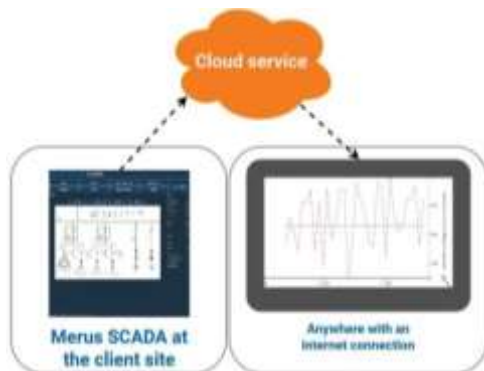 Cloud service
Merus SCADA at
the client site
Anywhere with an
internet connection